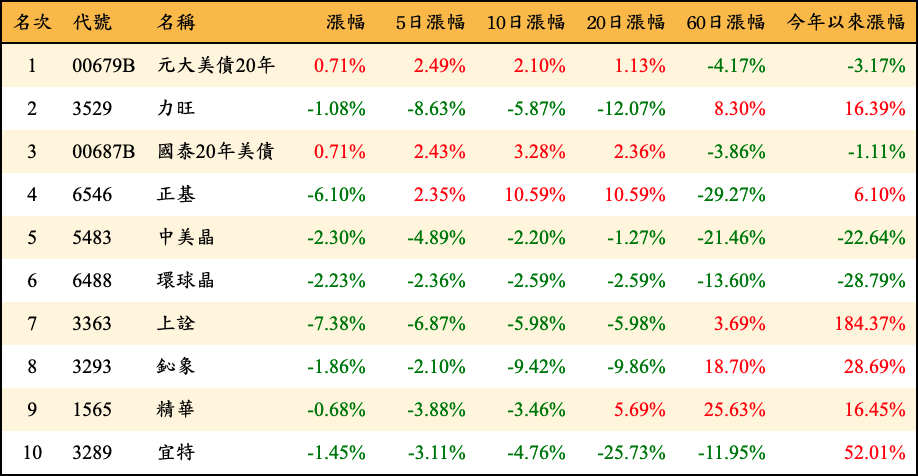 名次 代號 名稱 漲幅 5日漲幅 10日漲幅 20日漲幅 60日漲幅 今年以來漲幅
1 00679B 元大美債20年 0.71% 2.49% 2.10% 1.13% -4.17% -3.17%
2 3529 力旺 -1.08% -8.63% -5.87% -12.07% 8.30% 16.39%
3 00687B 國泰20年美債 0.71% 2.43% 3.28% 2.36% -3.86% -1.11%
4 6546 正基 -6.10% 2.35% 10.59% 10.59% -29.27% 6.10%
5 5483 中美晶 -2.30% -4.89% -2.20% -1.27% -21.46% -22.64%
6 6488 環球晶 -2.23% -2.36% -2.59% -2.59% -13.60% -28.79%
7 3363 上詮 -7.38% -6.87% -5.98% -5.98% 3.69% 184.37%
8 3293 鈊象 -1.86% -2.10% -9.42% -9.86% 18.70% 28.69%
9 1565 精華 -0.68% -3.88% -3.46% 5.69% 25.63% 16.45%
10 3289 宜特 -1.45% -3.11% -4.76% -25.73% -11.95% 52.01%